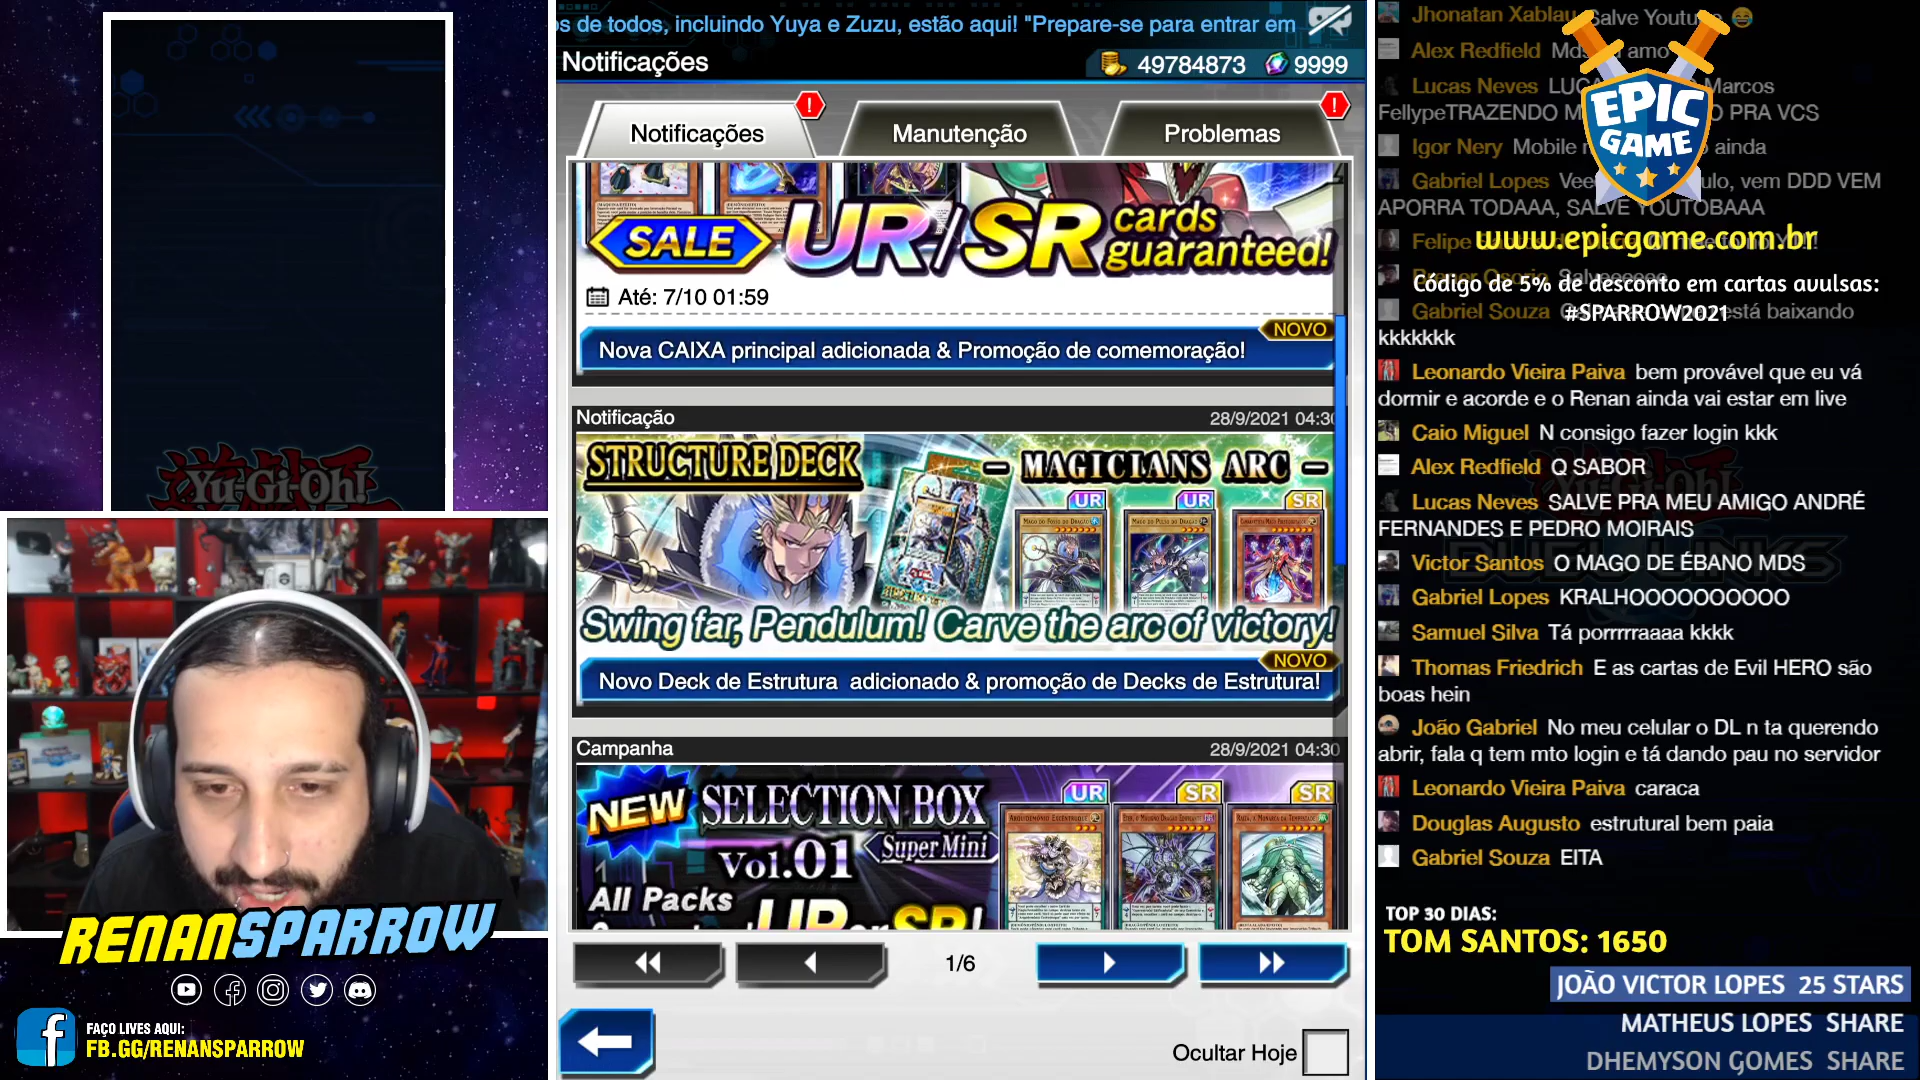 os de todos, incluindo Yuya e Zuzu, estão aqui! "Prepare-se para entrar em
Notificações
49784873
9999
Notificações
Manutenção
Problemas
SALE
UR/SR
cards
guaranteed!
Até: 7/10 01:59
NOVO
Nova CAIXA principal adicionada & Promoção de comemoração!
Notificação
28/9/2021 04:30
STRUCTURE DECK
- MAGICIANS ARC -
UR
UR
SR
Swing far, Pendulum! Carve the arc of victory!
NOVO
Novo Deck de Estrutura adicionado & promoção de Decks de Estrutura!
Campanha
28/9/2021 04:30
NEW
SELECTION BOX
Vol.01
Super Mini
UR
SR
SR
All Packs
UR or SR!
1/6
Ocultar Hoje
Yu-Gi-Oh!
RENANSPARROW
FAÇO LIVES AQUI:
FB.GG/RENANSPARROW
Jhonatan Xablau Salve Youtube
Alex Redfield
amo
Lucas Neves
Marcos
Fellype TRAZENDO
PRA VCS
Igor Nery Mobile
ainda
Gabriel Lopes
vem DDD VEM
APORRA TODAAA, SALVE YOUTOBAAA
Felipe
Gabriel Souza
está baixando
kkkkkkk
EPIC
GAME
www.epicgame.com.br
Código de 5% de desconto em cartas avulsas:
#SPARROW2021
Leonardo Vieira Paiva bem provável que eu vá
dormir e acorde e o Renan ainda vai estar em live
Caio Miguel N consigo fazer login kkk
Alex Redfield Q SABOR
Lucas Neves SALVE PRA MEU AMIGO ANDRÉ
FERNANDES E PEDRO MOIRAIS
Victor Santos O MAGO DE ÉBANO MDS
Gabriel Lopes KRALHOOOOOOOOOO
Samuel Silva Tá porrrrraaaa kkkk
Thomas Friedrich E as cartas de Evil HERO são
boas hein
João Gabriel No meu celular o DL n ta querendo
abrir, fala q tem mto login e tá dando pau no servidor
Leonardo Vieira Paiva caraca
Douglas Augusto estrutural bem paia
Gabriel Souza EITA
TOP 30 DIAS:
TOM SANTOS: 1650
JOÃO VICTOR LOPES 25 STARS
MATHEUS LOPES SHARE
DHEMYSON GOMES SHARE